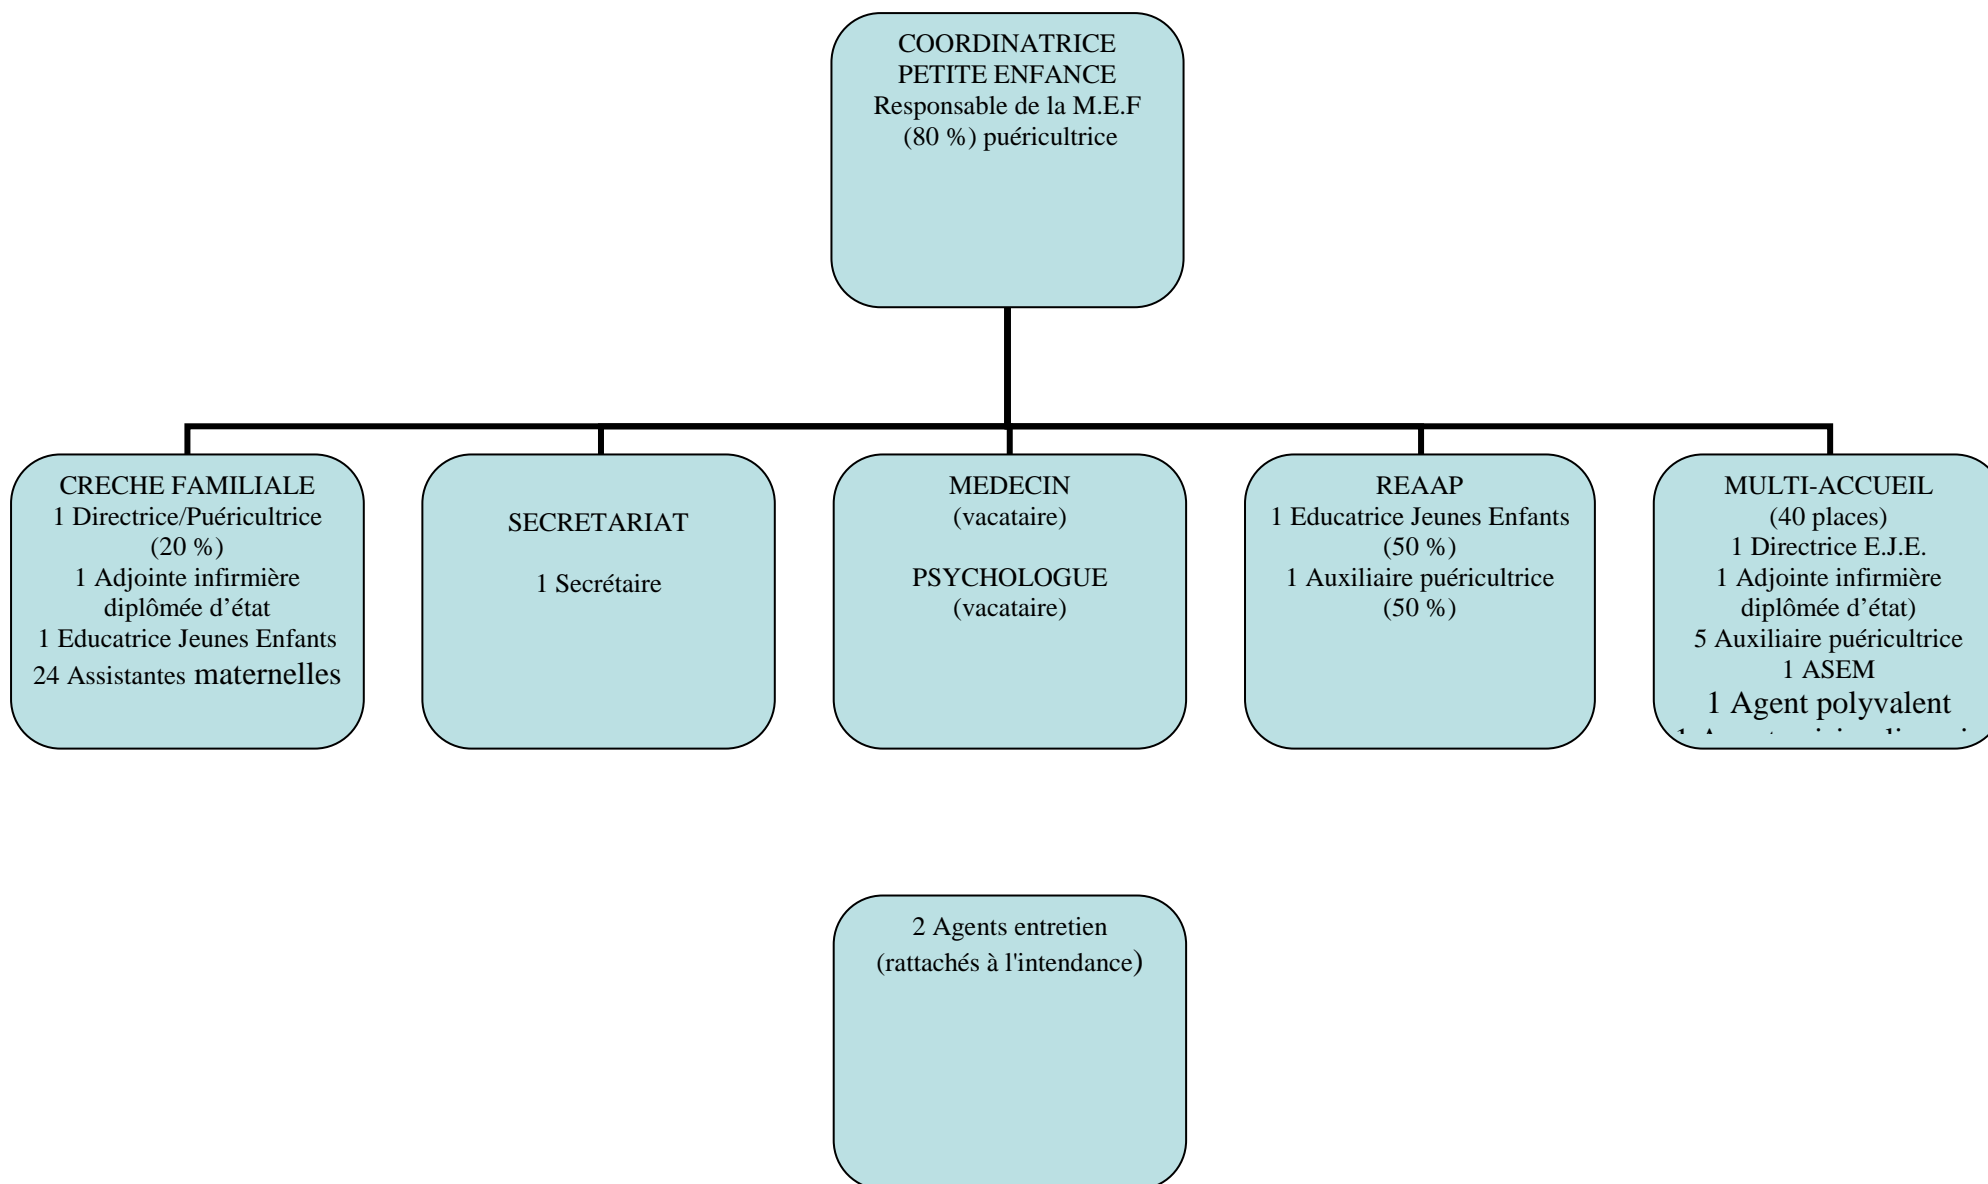 COORDINATRICE
PETITE ENFANCE
Responsable de la M.E.F
(80 %) puéricultrice
CRECHE FAMILIALE
1 Directrice/Puéricultrice
(20 %)
1 Adjointe infirmière
diplômée d’état
1 Educatrice Jeunes Enfants
24 Assistantes maternelles
SECRETARIAT
1 Secrétaire
MEDECIN
(vacataire)
PSYCHOLOGUE
(vacataire)
REAAP
1 Educatrice Jeunes Enfants
(50 %)
1 Auxiliaire puéricultrice
(50 %)
MULTI-ACCUEIL
(40 places)
1 Directrice E.J.E.
1 Adjointe infirmière
diplômée d’état)
5 Auxiliaire puéricultrice
1 ASEM
1 Agent polyvalent
2 Agents entretien
(rattachés à l'intendance)